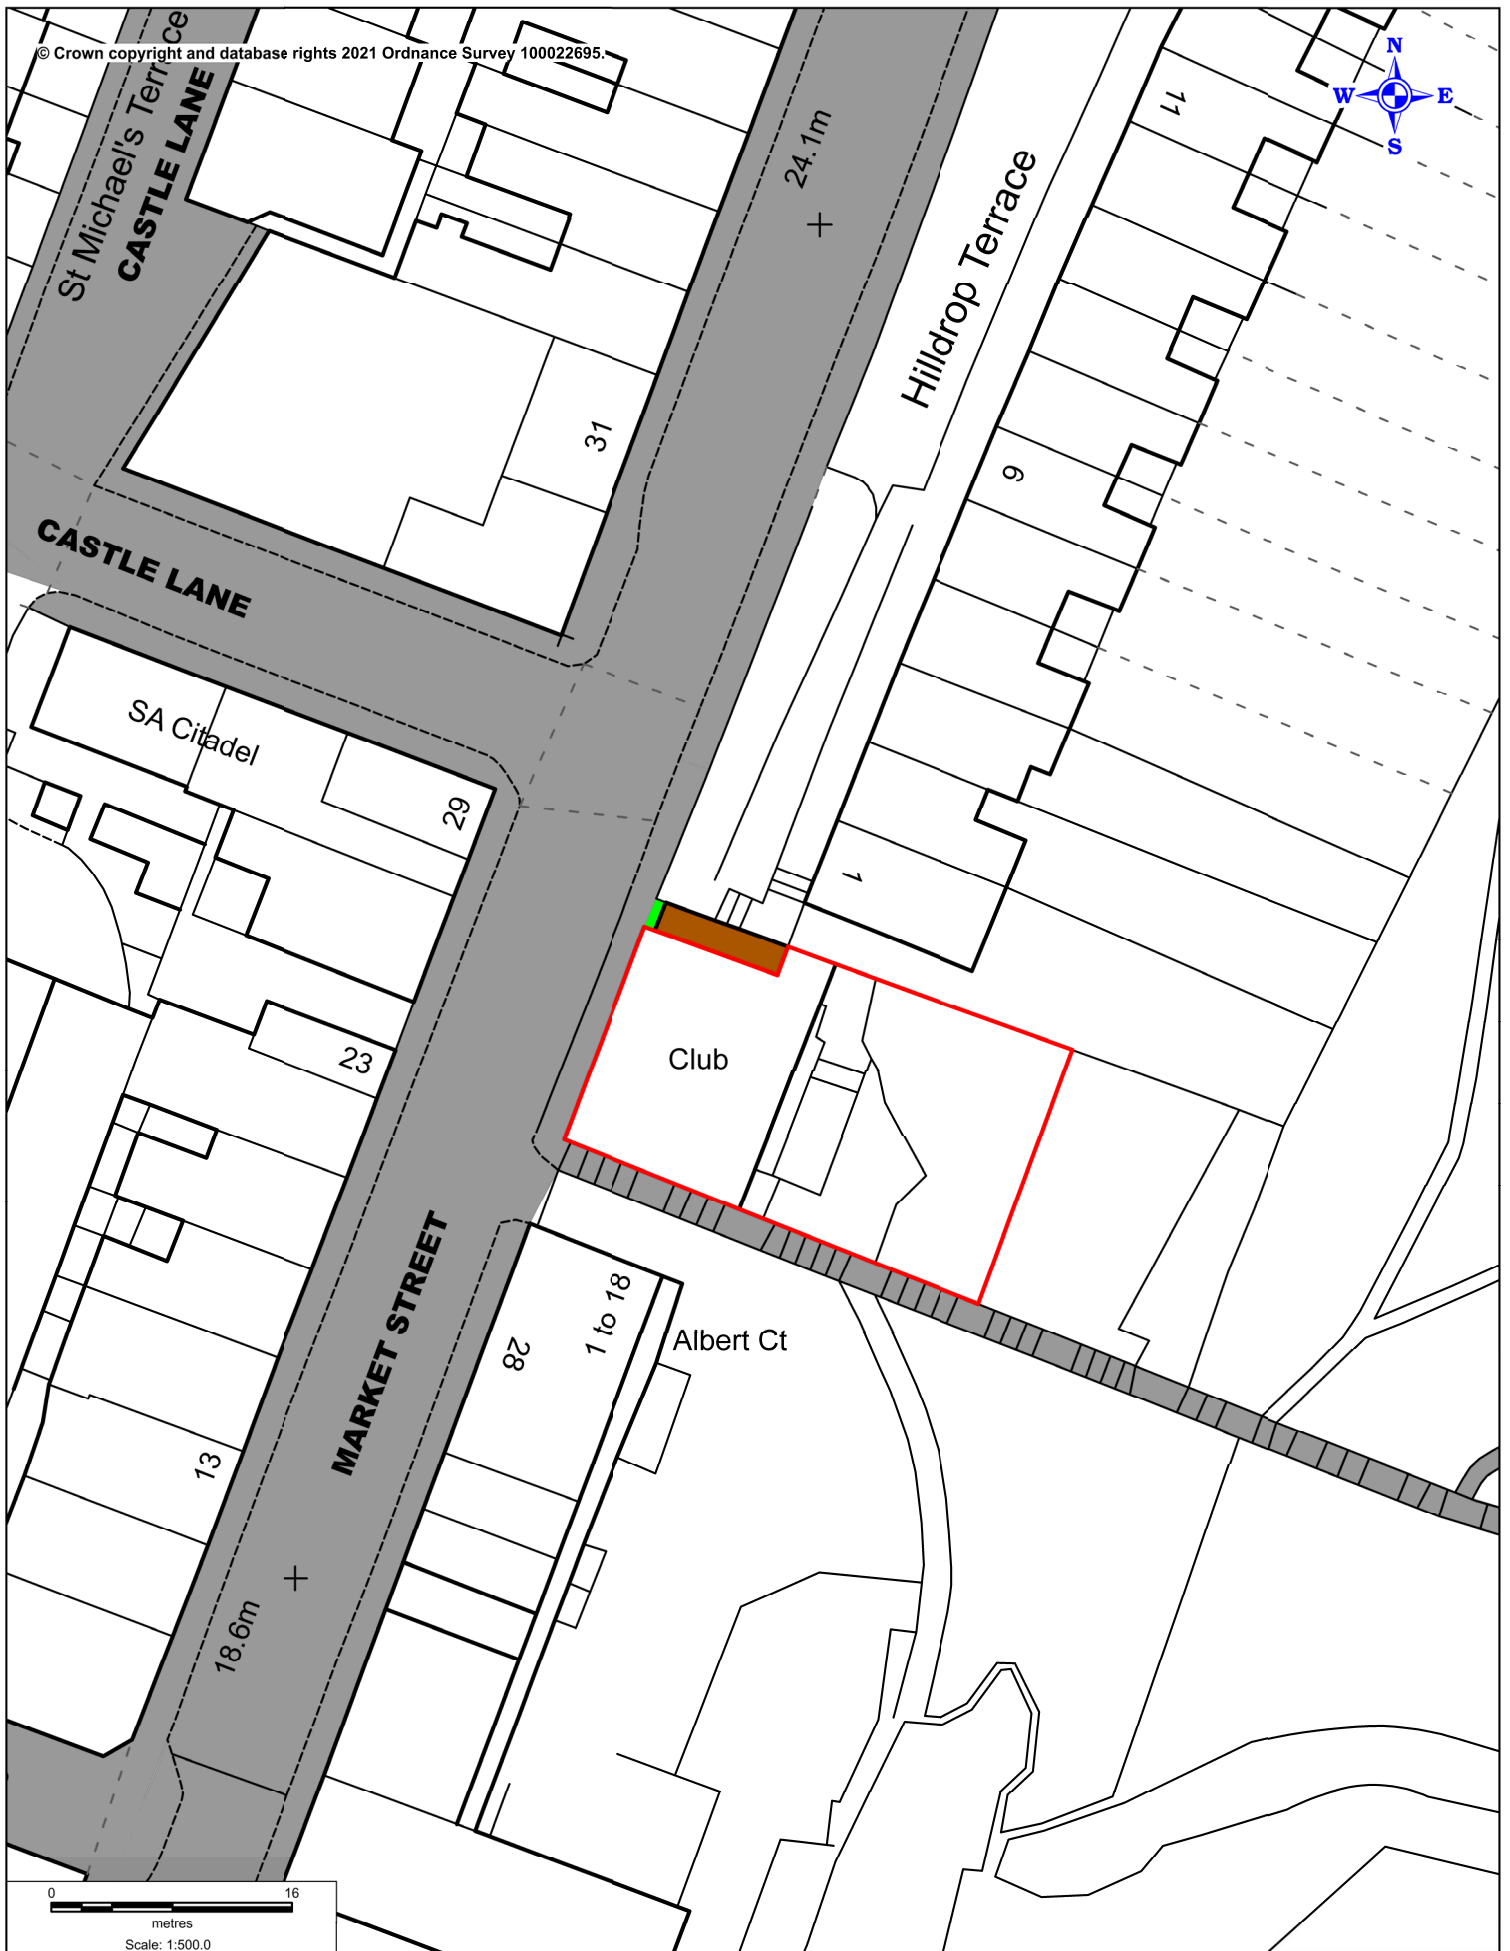 © Crown copyright and database rights 2021 Ordnance Survey 100022695.
N
W E
S
St Michael's Terrace
CASTLE LANE
24.1m
11
Hilldrop Terrace
31
9
CASTLE LANE
SA Citadel
29
1
Club
23
MARKET STREET
1 to 18
28
Albert Ct
13
18.6m
0 16
metres
Scale: 1:500.0